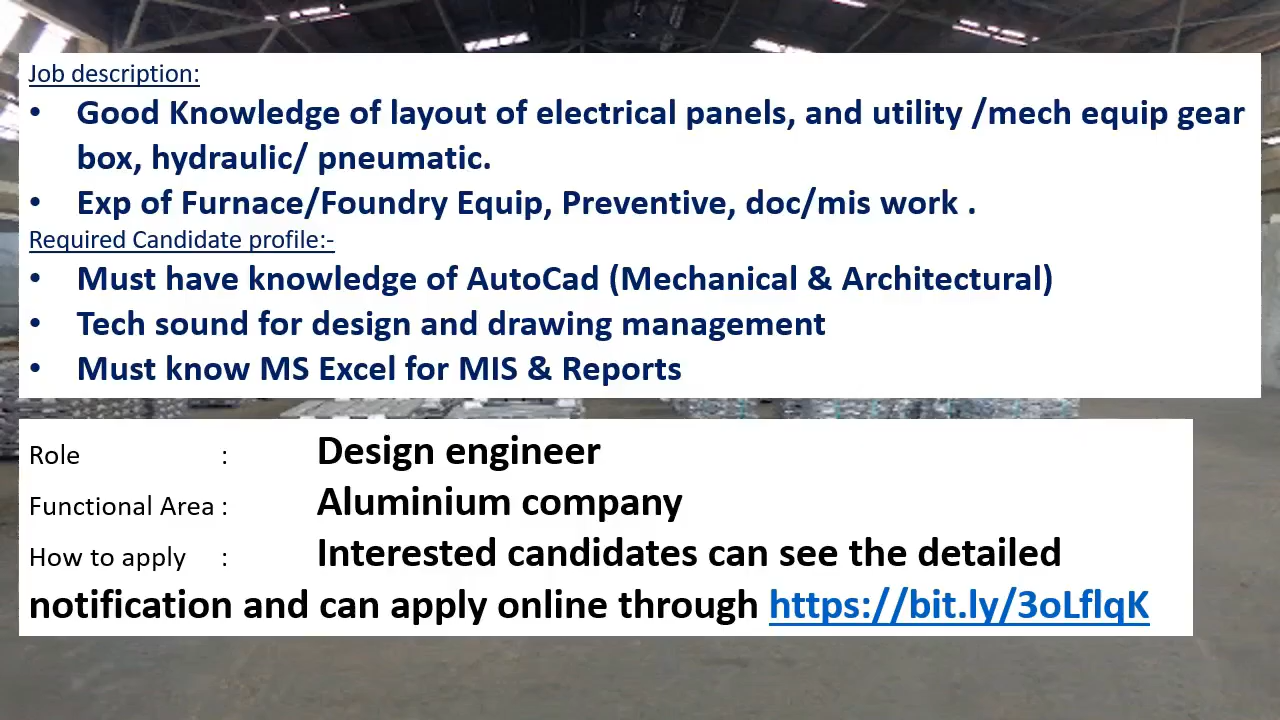 Job description:
• Good Knowledge of layout of electrical panels, and utility /mech equip gear
box, hydraulic/ pneumatic.
• Exp of Furnace/Foundry Equip, Preventive, doc/mis work .
Required Candidate profile:-
• Must have knowledge of AutoCad (Mechanical & Architectural)
• Tech sound for design and drawing management
• Must know MS Excel for MIS & Reports
Role : Design engineer
Functional Area : Aluminium company
How to apply : Interested candidates can see the detailed
notification and can apply online through https://bit.ly/3oLflqK